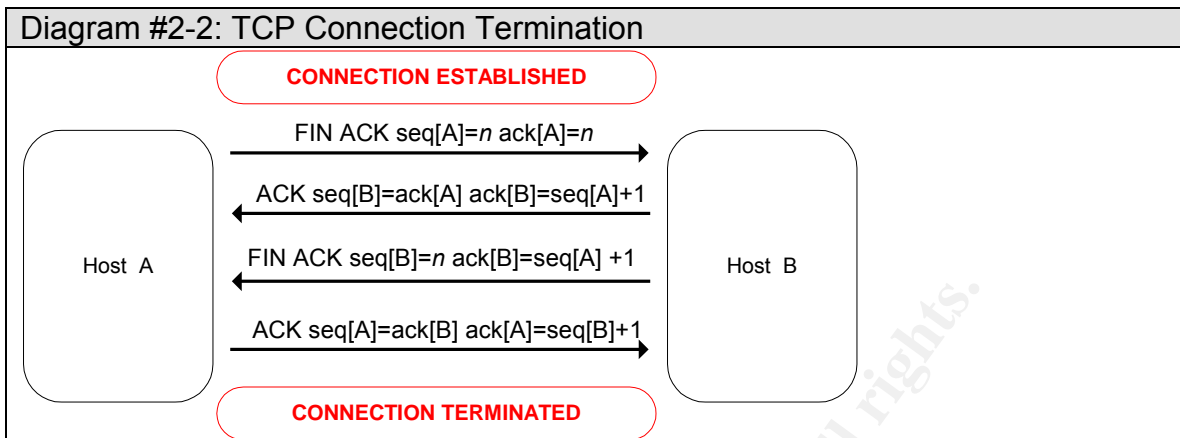 Diagram #2-2: TCP Connection Termination
CONNECTION ESTABLISHED
FIN ACK seq[A]=n ack[A]=n
ACK seq[B]=ack[A] ack[B]=seq[A]+1
Host A
FIN ACK seq[B]=n ack[B]=seq[A] +1
Host B
ACK seq[A]=ack[B] ack[A]=seq[B]+1
CONNECTION TERMINATED
rights.